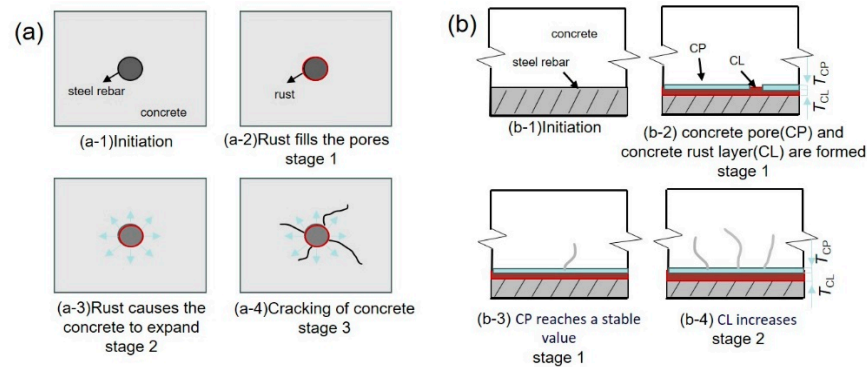 (a)
steel rebar
concrete
(a-1)Initiation
rust
(a-2)Rust fills the pores
stage 1
(a-3)Rust causes the
concrete to expand
stage 2
(a-4)Cracking of concrete
stage 3
(b)
concrete
steel rebar
(b-1)Initiation
CP
CL
TCP
TCL
(b-2) concrete pore(CP) and
concrete rust layer(CL) are formed
stage 1
(b-3) CP reaches a stable
value
stage 1
TCP
TCL
(b-4) CL increases
stage 2